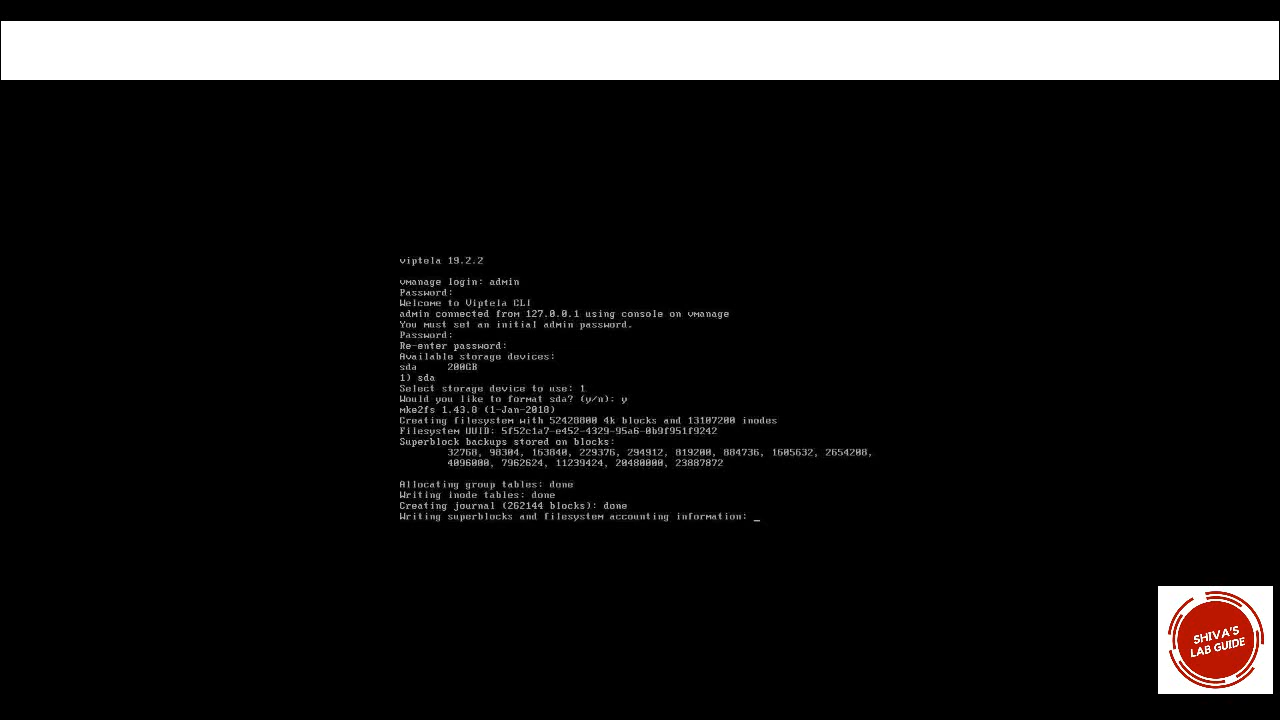 viptela 19.2.2
vmanage login: admin
Password:
Welcome to Viptela CLI
admin connected from 127.0.0.1 using console on vmanage
You must set an initial admin password.
Password:
Re-enter password:
Available storage devices:
sda 200GB
1) sda
Select storage device to use: 1
Would you like to format sda? (y/n): y
mke2fs 1.43.8 (1-Jan-2018)
Creating filesystem with 52428800 4k blocks and 13107200 inodes
Filesystem UUID: 5f52c1a7-e452-4329-95a6-0b9f951f9242
Superblock backups stored on blocks:
32768, 98304, 163840, 229376, 294912, 819200, 884736, 1605632, 2654208,
4096000, 7962624, 11239424, 20480000, 23887872
Allocating group tables: done
Writing inode tables: done
Creating journal (262144 blocks): done
Writing superblocks and filesystem accounting information: _
SHIVA'S
LAB GUIDE